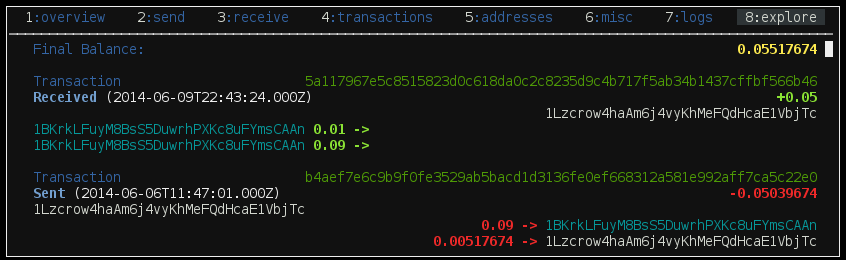 1:overview 2:send 3:receive 4:transactions 5:addresses 6:misc 7:logs 8:explore
Final Balance: 0.05517674
Transaction 5a117967e5c8515823d0c618da0c2c8235d9c4b717f5ab34b1437cffbf566b46
Received (2014-06-09T22:43:24.000Z) +0.05
1Lzcrow4haAm6j4vyKhMeFQdHcaE1VbjTc
1BKrkLFuyM8BsS5DuwrhPXKc8uFYmsCAAn 0.01 ->
1BKrkLFuyM8BsS5DuwrhPXKc8uFYmsCAAn 0.09 ->
Transaction b4aef7e6c9b9f0fe3529ab5bacd1d3136fe0ef668312a581e992aff7ca5c22e0
Sent (2014-06-06T11:47:01.000Z) -0.05039674
1Lzcrow4haAm6j4vyKhMeFQdHcaE1VbjTc
0.09 -> 1BKrkLFuyM8BsS5DuwrhPXKc8uFYmsCAAn
0.00517674 -> 1Lzcrow4haAm6j4vyKhMeFQdHcaE1VbjTc